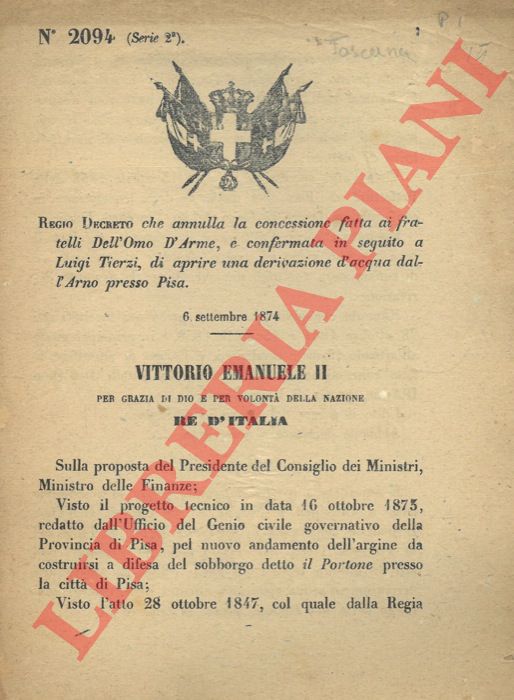 N° 2094 (Serie 2ª).
Toscana
LIBRERIA PIANI
REGIO DECRETO che annulla la concessione fatta ai fra-
telli Dell'Omo D'Arme, e confermata in seguito a
Luigi Tierzi, di aprire una derivazione d'acqua dal-
l'Arno presso Pisa.
6 settembre 1874
VITTORIO EMANUELE II
PER GRAZIA DI DIO E PER VOLONTÀ DELLA NAZIONE
RE D'ITALIA
Sulla proposta del Presidente del Consiglio dei Ministri,
Ministro delle Finanze;
Visto il progetto tecnico in data 16 ottobre 1873,
redatto dall'Ufficio del Genio civile governativo della
Provincia di Pisa, pel nuovo andamento dell'argine da
costruirsi a difesa del sobborgo detto il Portone presso
la città di Pisa;
Visto l'atto 28 ottobre 1847, col quale dalla Regia